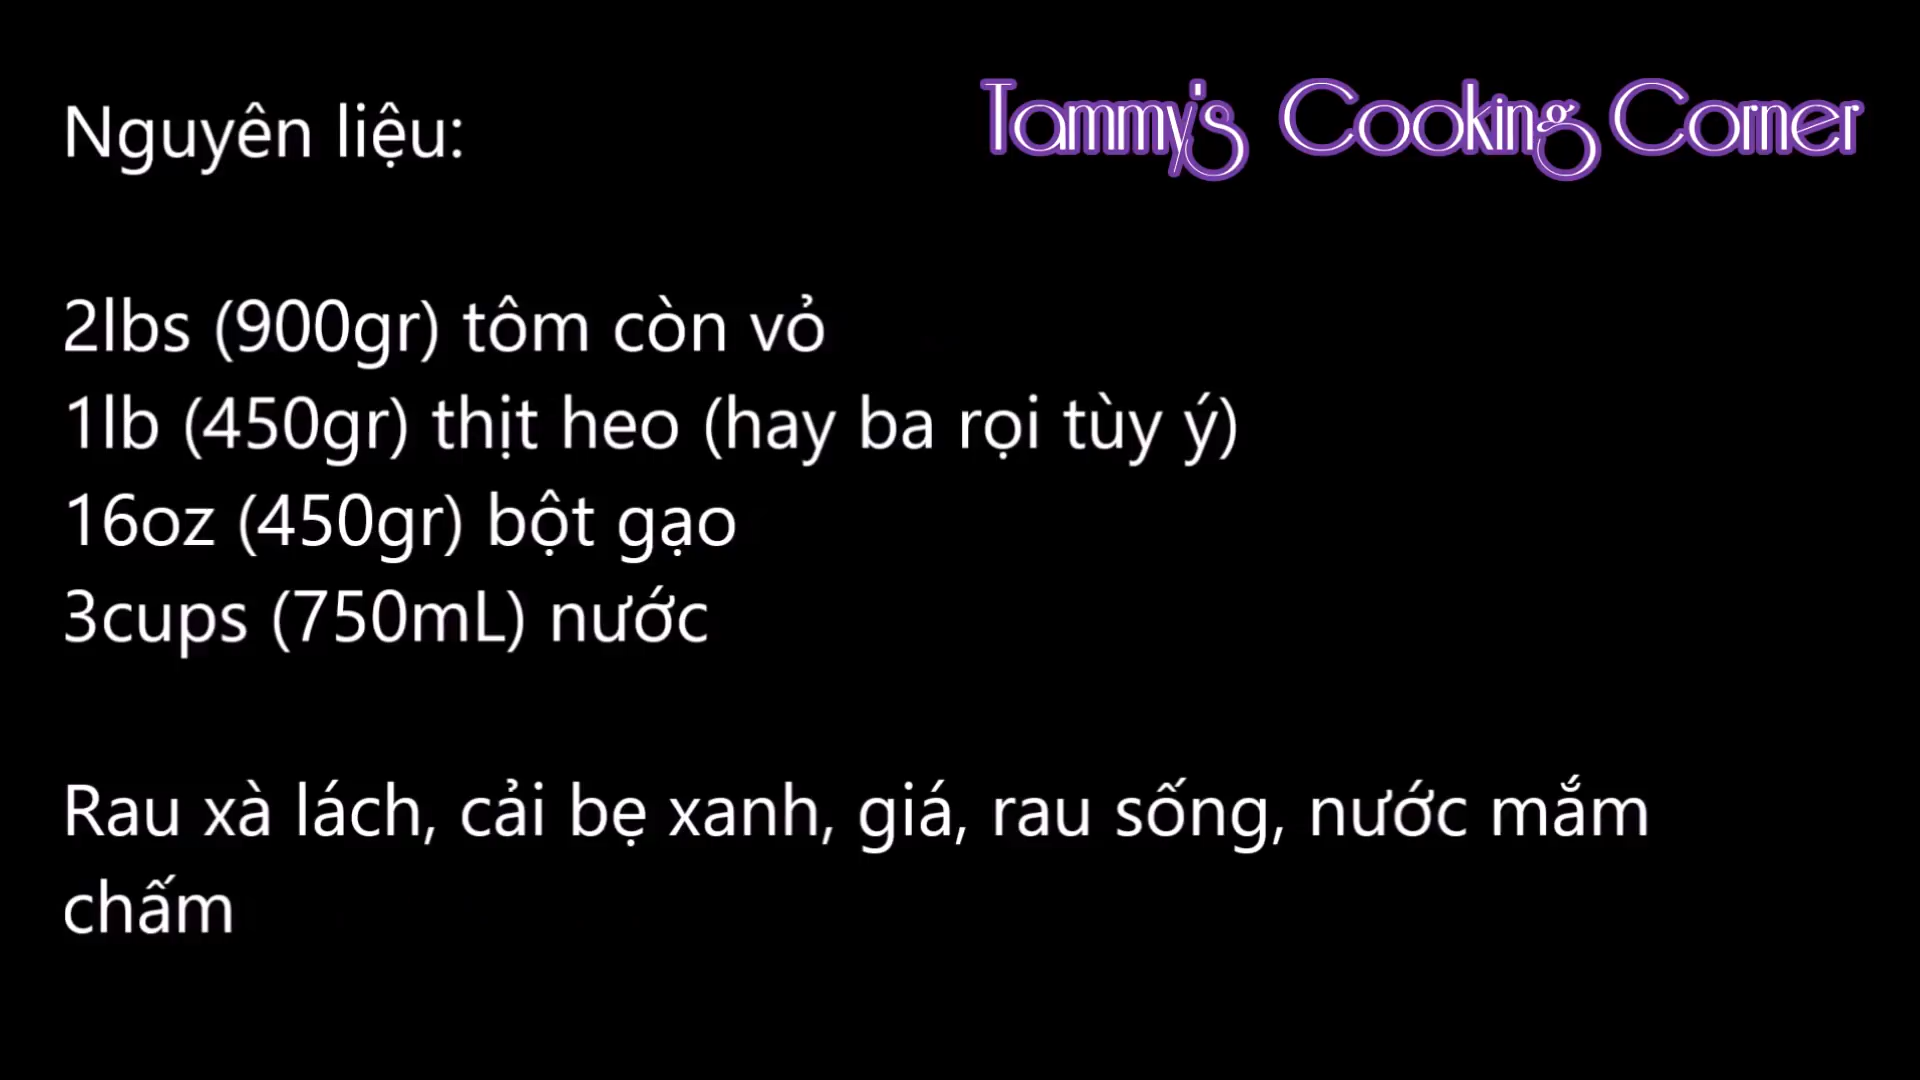 Tammy's Cooking Corner
Nguyên liệu:
2lbs (900gr) tôm còn vỏ
1lb (450gr) thịt heo (hay ba rọi tùy ý)
16oz (450gr) bột gạo
3cups (750mL) nước
Rau xà lách, cải bẹ xanh, giá, rau sống, nước mắm
chấm